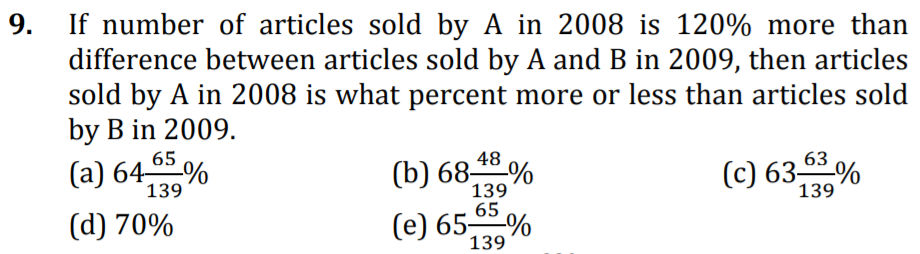 9. If number of articles sold by A in 2008 is 120% more than
difference between articles sold by A and B in 2009, then articles
sold by A in 2008 is what percent more or less than articles sold
by B in 2009.
(a) 64 65/139 % (b) 68 48/139 % (c) 63 63/139 %
(d) 70% (e) 65 65/139 %